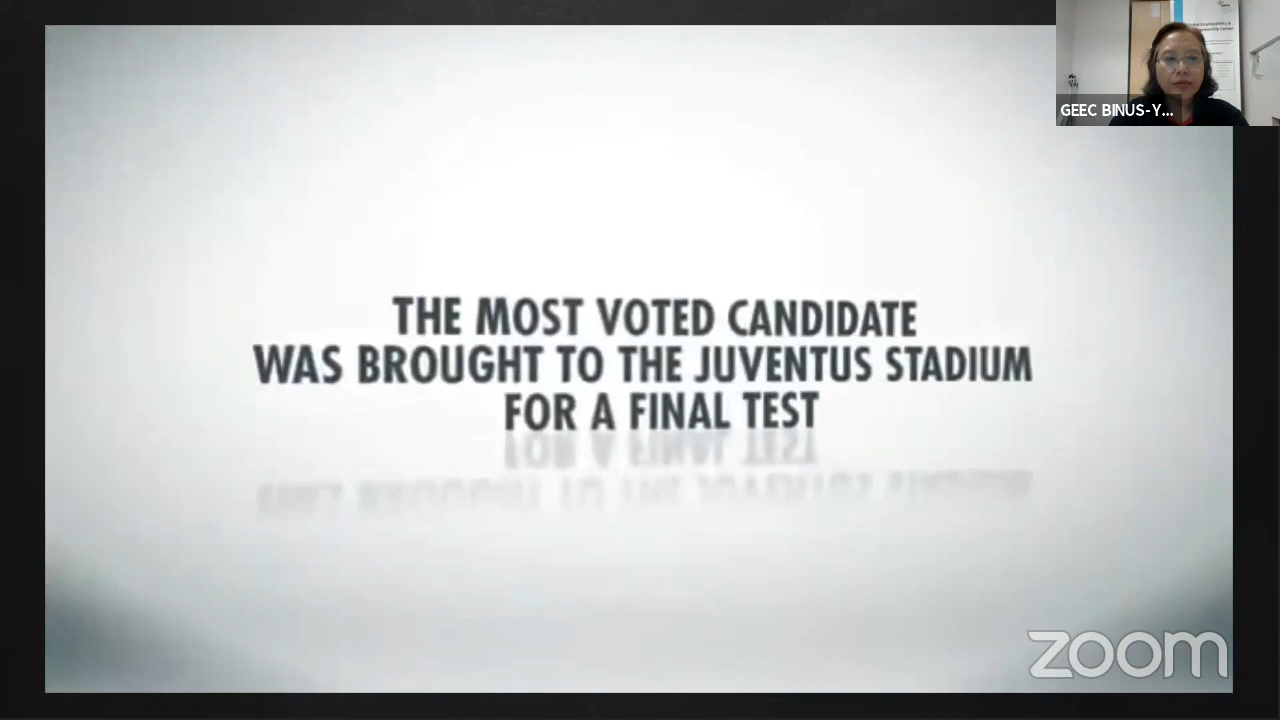 THE MOST VOTED CANDIDATE
WAS BROUGHT TO THE JUVENTUS STADIUM
FOR A FINAL TEST
GEEC BINUS-Y...
zoom